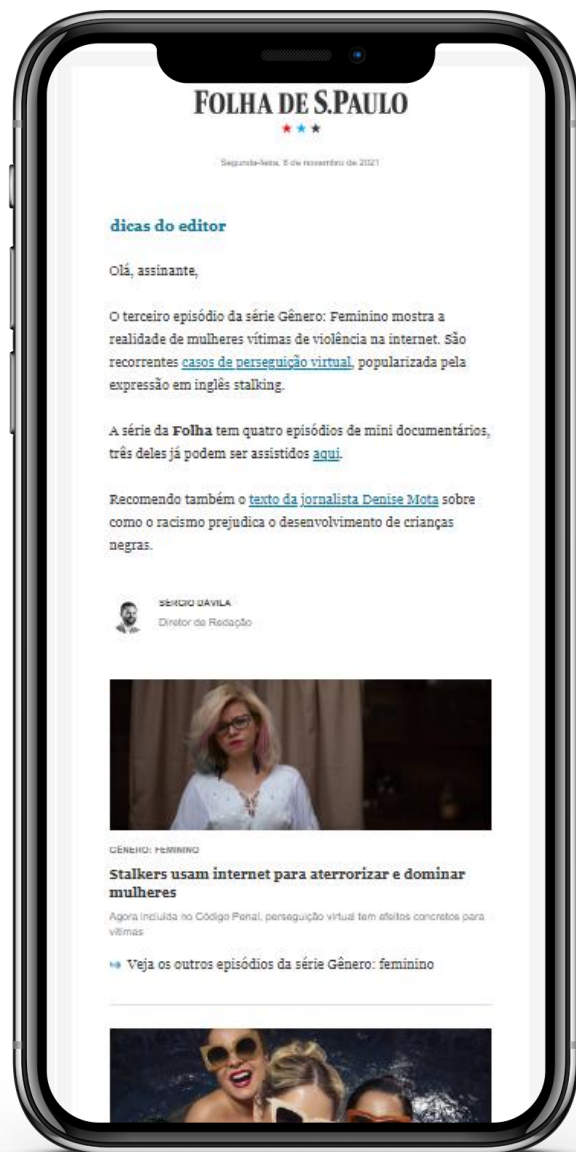 FOLHA DE S.PAULO
Segunda-feira, 8 de novembro de 2021
dicas do editor
Olá, assinante,
O terceiro episódio da série Gênero: Feminino mostra a
realidade de mulheres vítimas de violência na internet. São
recorrentes casos de perseguição virtual, popularizada pela
expressão em inglês stalking.
A série da Folha tem quatro episódios de mini documentários,
três deles já podem ser assistidos aqui.
Recomendo também o texto da jornalista Denise Mota sobre
como o racismo prejudica o desenvolvimento de crianças
negras.
SÉRGIO DÁVILA
Diretor de Redação
GÊNERO: FEMININO
Stalkers usam internet para aterrorizar e dominar
mulheres
Agora incluída no Código Penal, perseguição virtual tem efeitos concretos para
vítimas
Veja os outros episódios da série Gênero: feminino